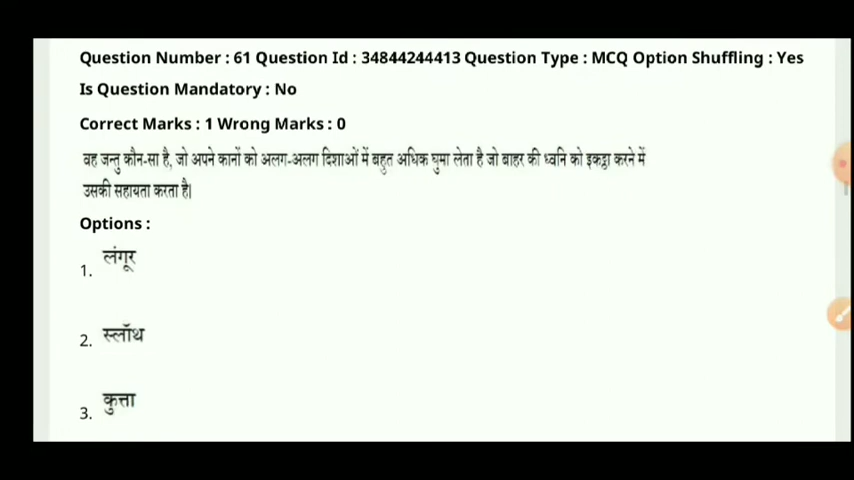 Question Number : 61 Question Id : 34844244413 Question Type : MCQ Option Shuffling : Yes
Is Question Mandatory : No
Correct Marks : 1 Wrong Marks : 0
वह जन्तु कौन-सा है, जो अपने कानों को अलग-अलग दिशाओं में बहुत अधिक घुमा लेता है जो बाहर की ध्वनि को इकट्ठा करने में
उसकी सहायता करता है।
Options :
1. लंगूर
2. स्लॉथ
3. कुत्ता